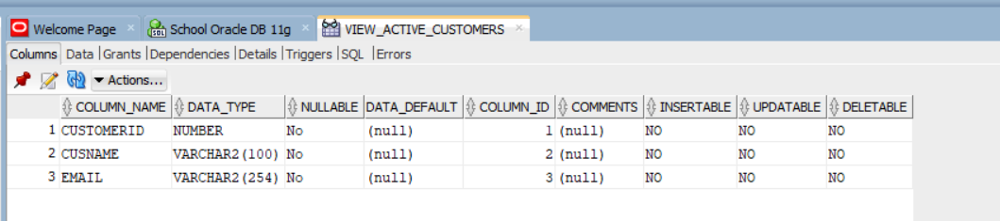 Welcome Page × School Oracle DB 11g × VIEW_ACTIVE_CUSTOMERS ×
Columns Data |Grants |Dependencies |Details |Triggers |SQL |Errors
Actions...
COLUMN_NAME DATA_TYPE NULLABLE DATA_DEFAULT COLUMN_ID COMMENTS INSERTABLE UPDATABLE DELETABLE
1 CUSTOMERID NUMBER No (null) 1 (null) NO NO NO
2 CUSNAME VARCHAR2(100) No (null) 2 (null) NO NO NO
3 EMAIL VARCHAR2(254) No (null) 3 (null) NO NO NO